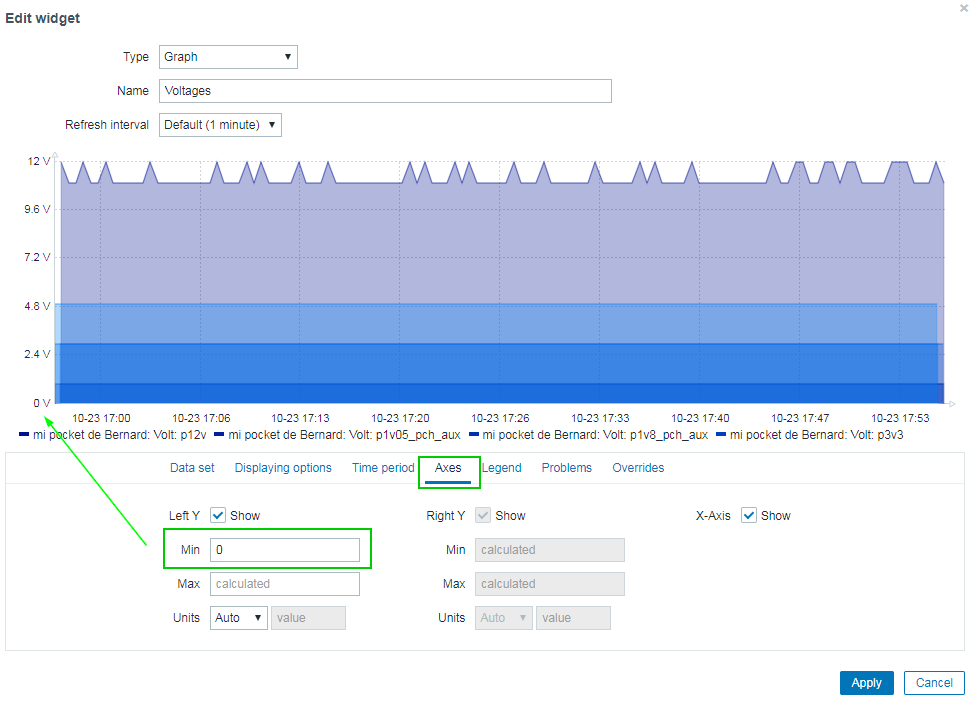 Edit widget
Type Graph
Name Voltages
Refresh interval Default (1 minute)
12 V
9.6 V
7.2 V
4.8 V
2.4 V
0 V
10-23 17:00 10-23 17:06 10-23 17:13 10-23 17:20 10-23 17:26 10-23 17:33 10-23 17:40 10-23 17:47 10-23 17:53
mi pocket de Bernard: Volt: p12v mi pocket de Bernard: Volt: p1v05_pch_aux mi pocket de Bernard: Volt: p1v8_pch_aux mi pocket de Bernard: Volt: p3v3
Data set Displaying options Time period Axes Legend Problems Overrides
Left Y Show Right Y Show X-Axis Show
Min 0 Min calculated
Max calculated Max calculated
Units Auto value Units Auto value
Apply Cancel